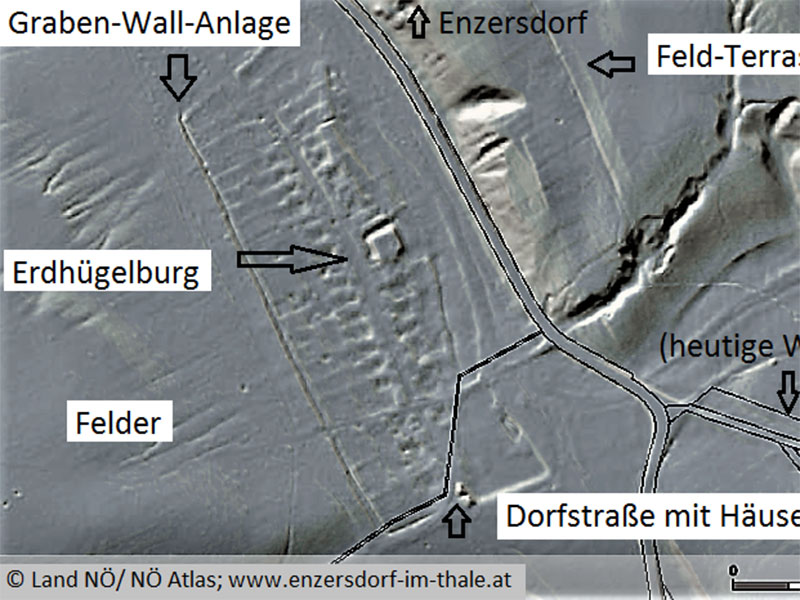 Graben-Wall-Anlage
Enzersdorf
Feld-Terras
Erdhügelburg
(heutige W
Felder
Dorfstraße mit Häuse
0
© Land NÖ/ NÖ Atlas; www.enzersdorf-im-thale.at